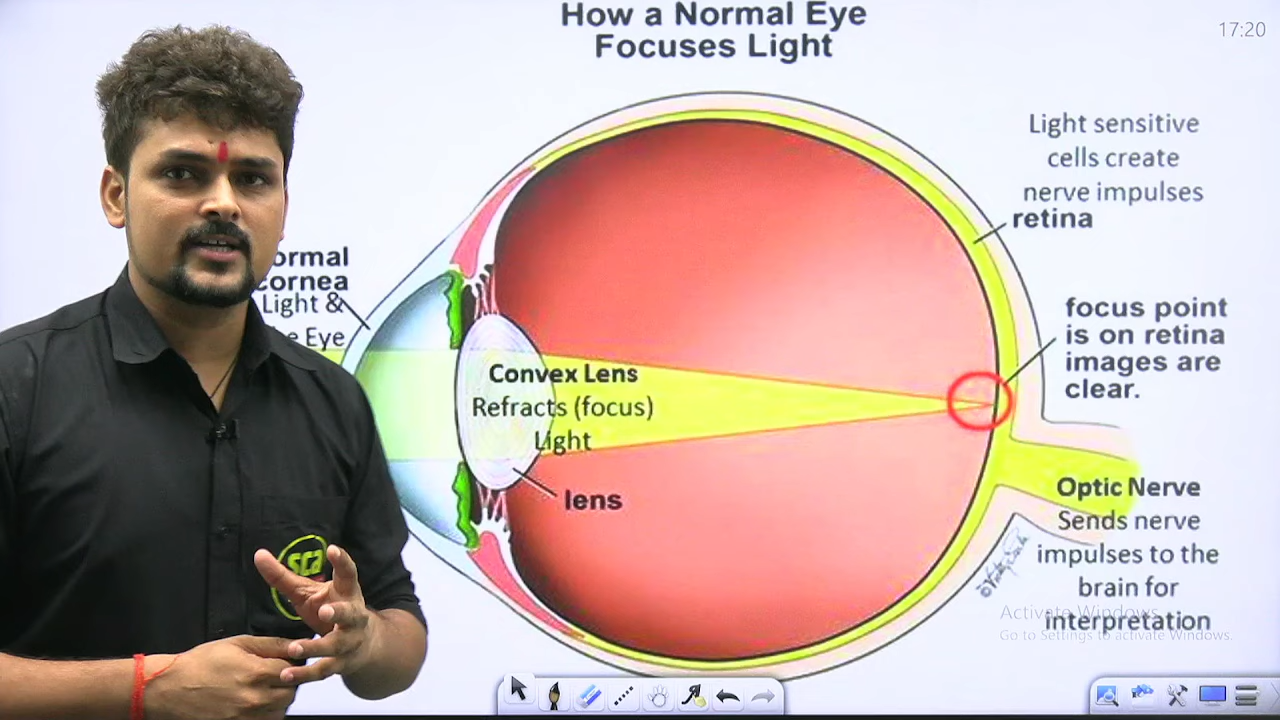 How a Normal Eye
Focuses Light
17:20
Light sensitive
cells create
nerve impulses
retina
ormal
cornea
Light &
e Eye
focus point
is on retina
images are
clear.
Convex Lens
Refracts (focus)
Light
lens
Optic Nerve
Sends nerve
impulses to the
brain for
interpretation
Activate Windows
Go to Settings to activate Windows.
sca